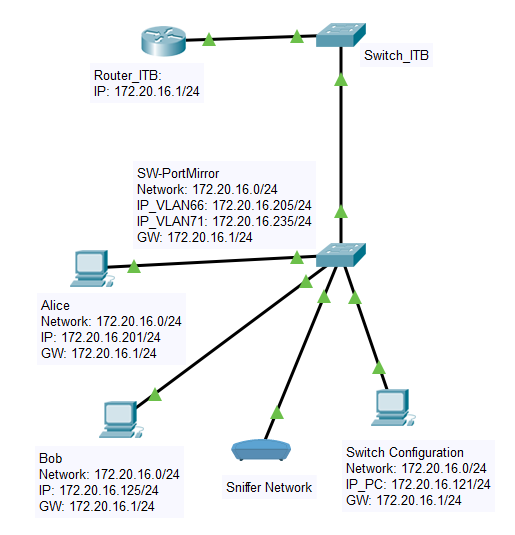 Router_ITB:
IP: 172.20.16.1/24
Switch_ITB
SW-PortMirror
Network: 172.20.16.0/24
IP_VLAN66: 172.20.16.205/24
IP_VLAN71: 172.20.16.235/24
GW: 172.20.16.1/24
Alice
Network: 172.20.16.0/24
IP: 172.20.16.201/24
GW: 172.20.16.1/24
Bob
Network: 172.20.16.0/24
IP: 172.20.16.125/24
GW: 172.20.16.1/24
Sniffer Network
Switch Configuration
Network: 172.20.16.0/24
IP_PC: 172.20.16.121/24
GW: 172.20.16.1/24